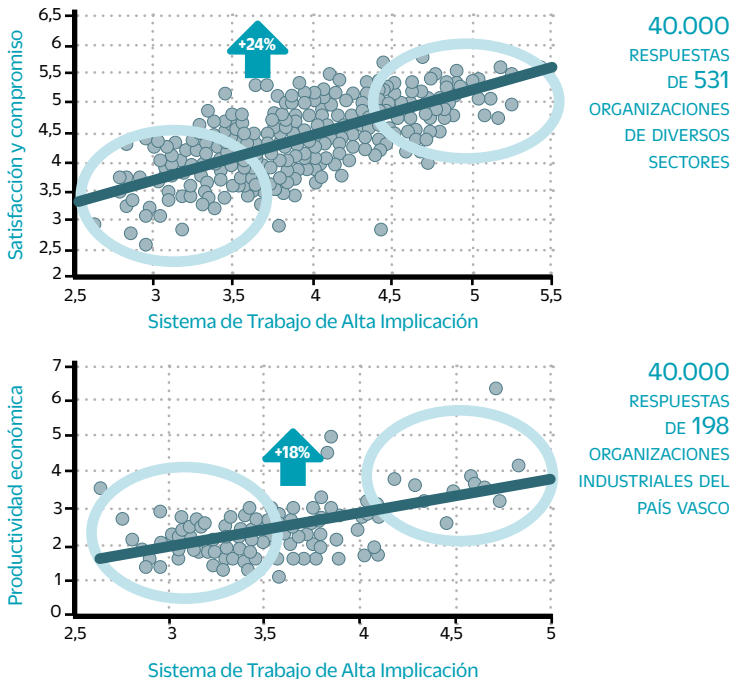 Satisfacción y compromiso
6,5
6
5,5
5
4,5
4
3,5
3
2,5
2
+24%
2,5 3 3,5 4 4,5 5 5,5
Sistema de Trabajo de Alta Implicación
40.000
RESPUESTAS
DE 531
ORGANIZACIONES
DE DIVERSOS
SECTORES
Productividad económica
7
6
5
4
3
2
1
0
+18%
2,5 3 3,5 4 4,5 5
Sistema de Trabajo de Alta Implicación
40.000
RESPUESTAS
DE 198
ORGANIZACIONES
INDUSTRIALES DEL
PAÍS VASCO